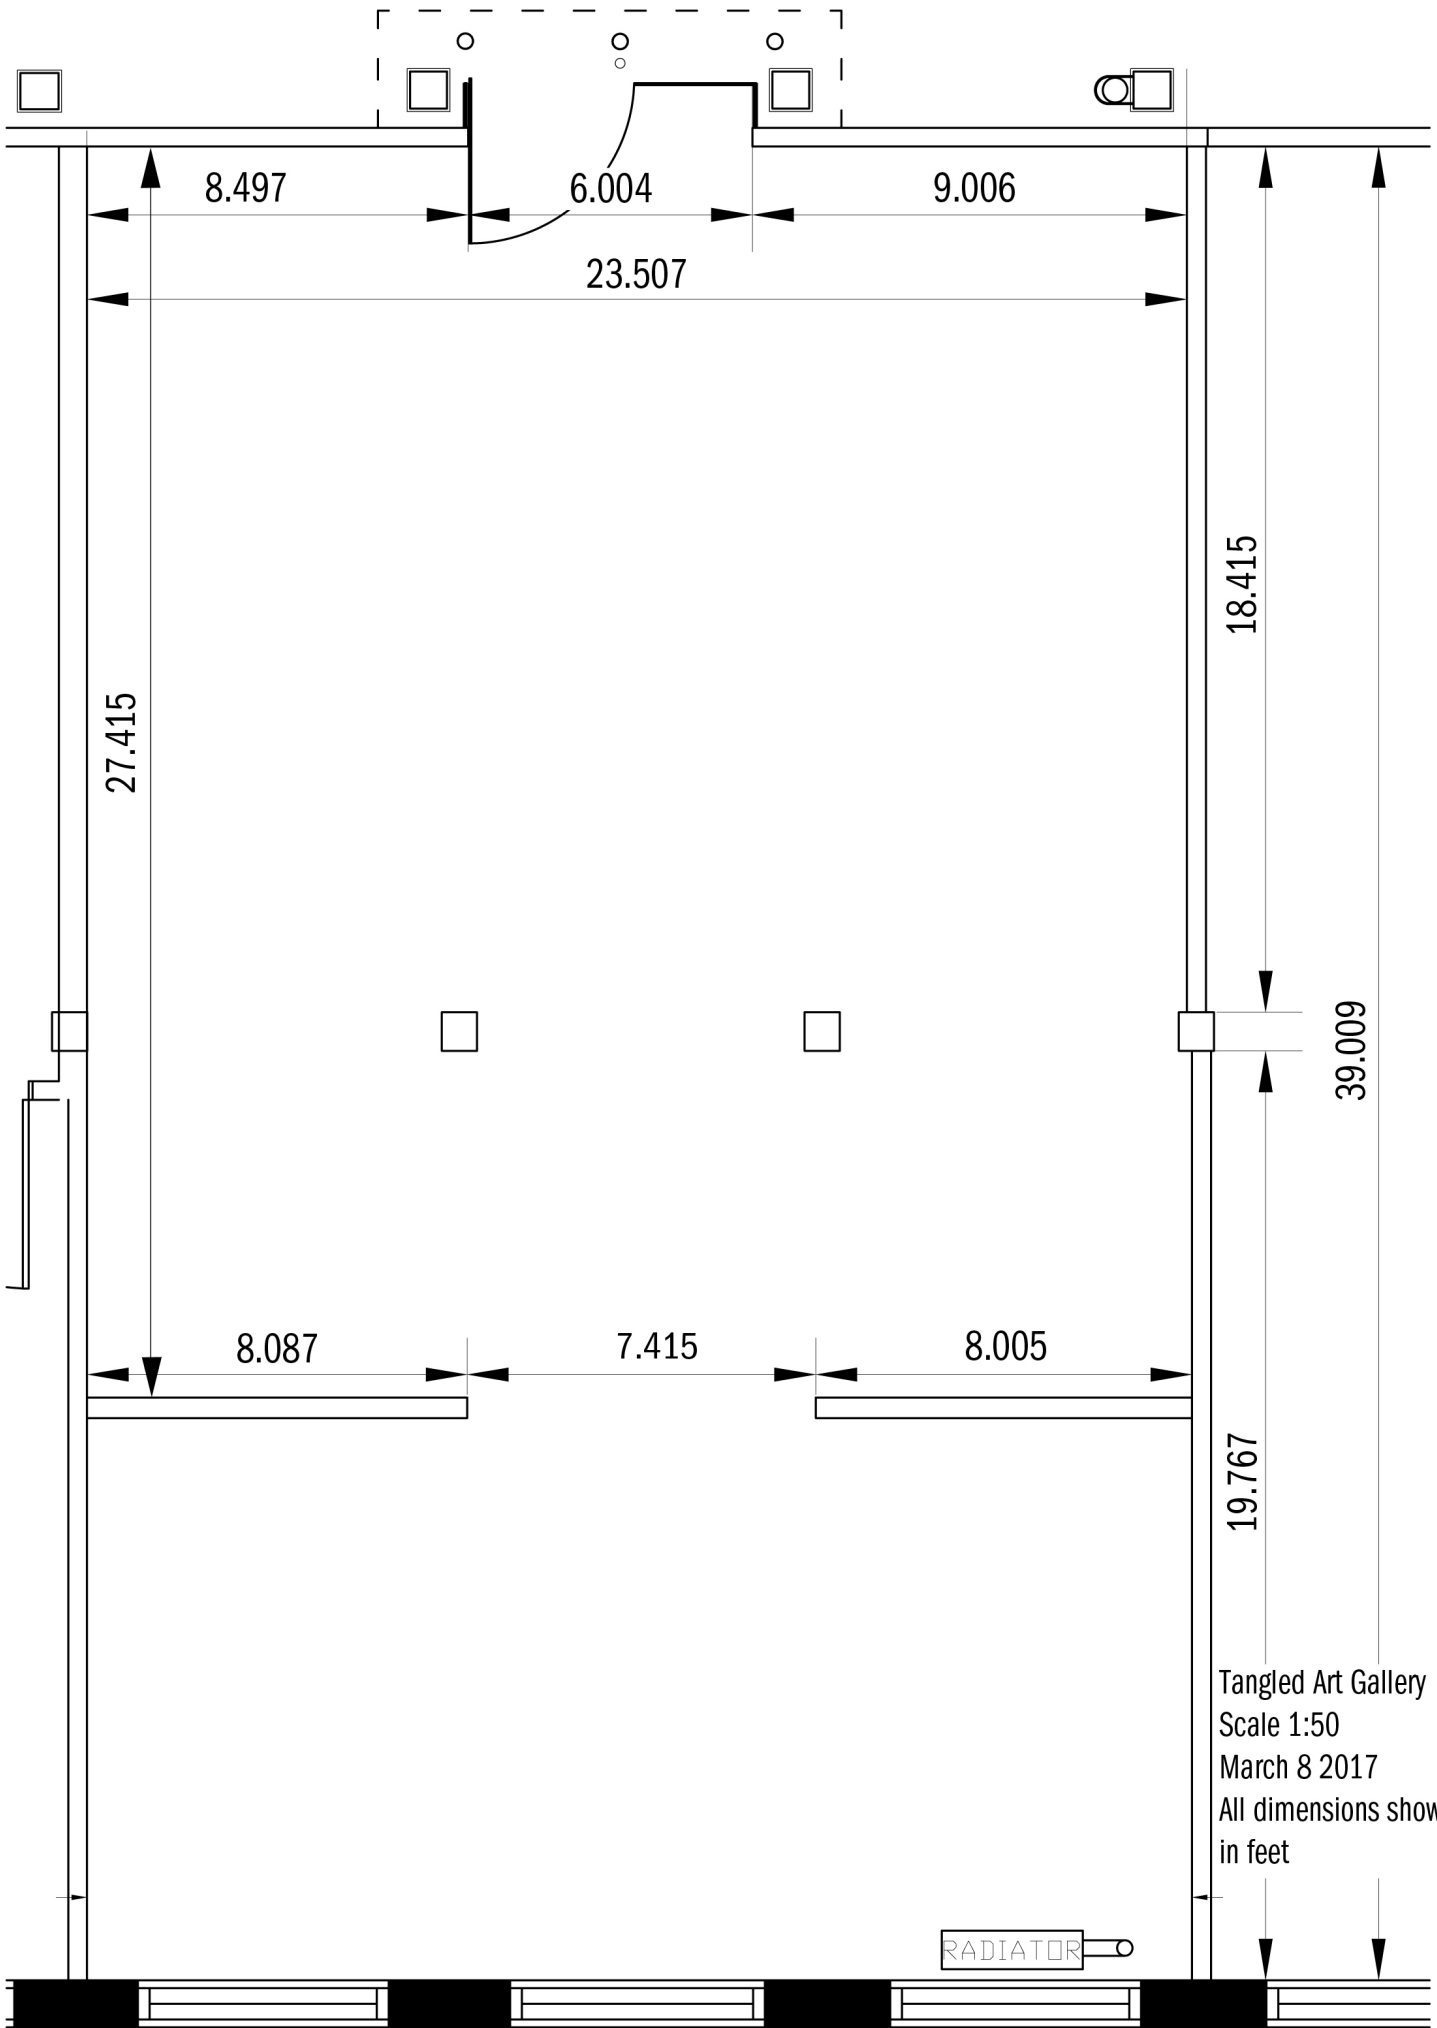 8.497
6.004
9.006
23.507
18.415
27.415
39.009
8.087
7.415
8.005
19.767
Tangled Art Gallery
Scale 1:50
March 8 2017
All dimensions show
in feet
RADIATOR